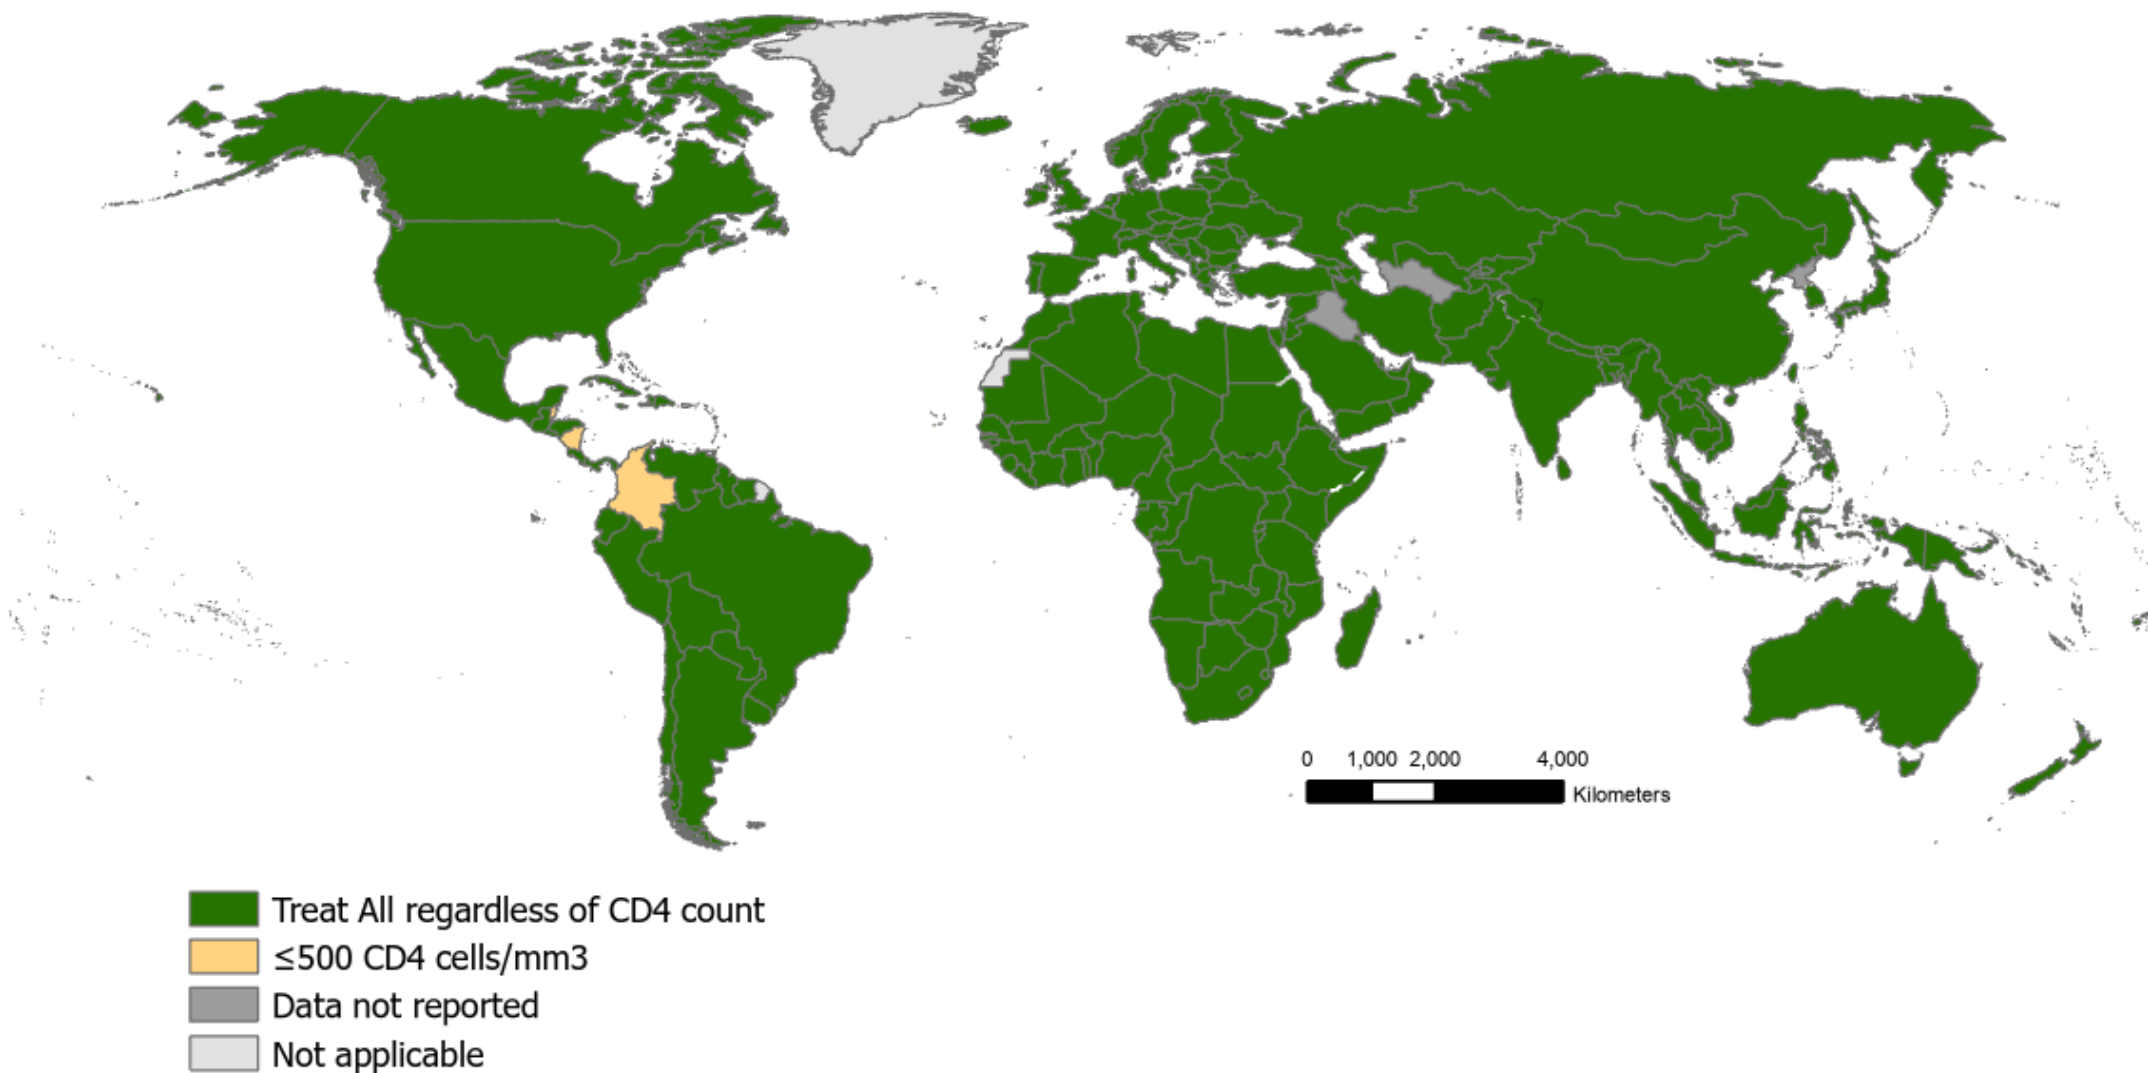 0 1,000 2,000 4,000
Kilometers
Treat All regardless of CD4 count
≤500 CD4 cells/mm3
Data not reported
Not applicable